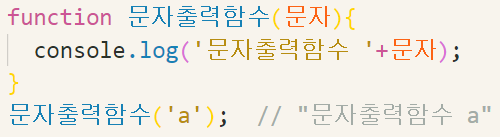 function 문자출력함수(문자){
  console.log('문자출력함수 '+문자);
}
문자출력함수('a');  // "문자출력함수 a"